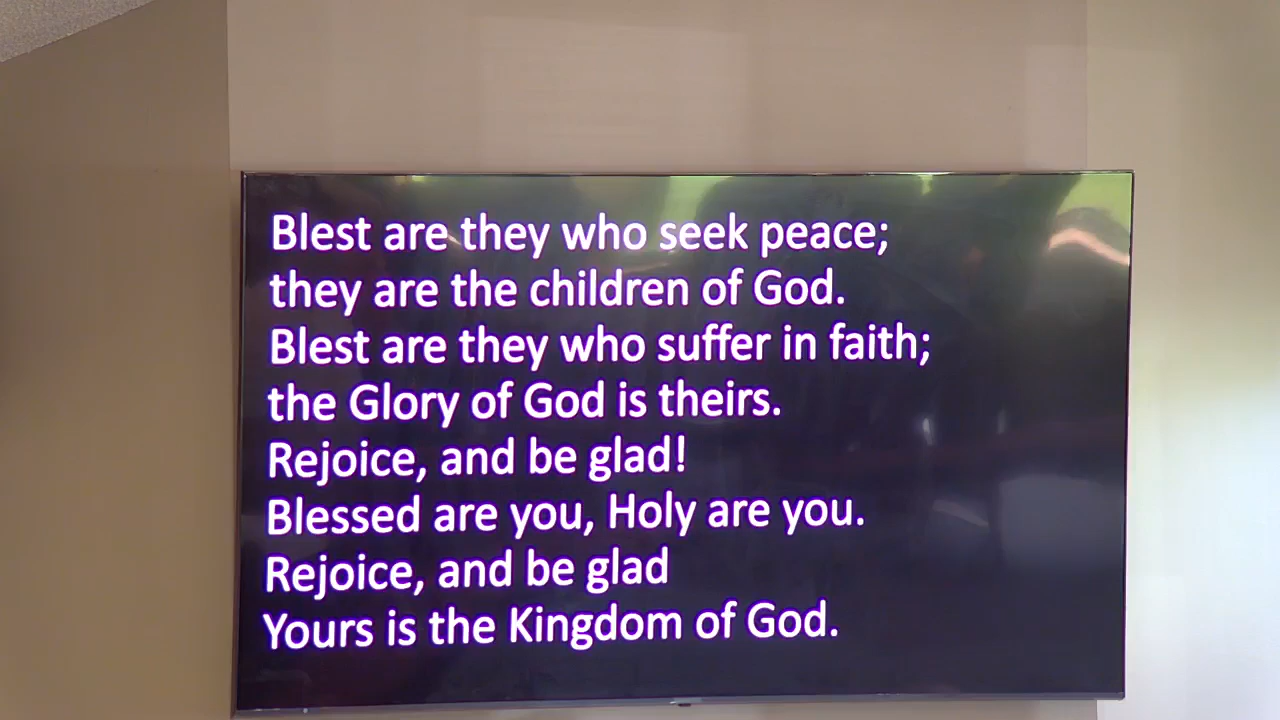 Blest are they who seek peace;
they are the children of God.
Blest are they who suffer in faith;
the Glory of God is theirs.
Rejoice, and be glad!
Blessed are you, Holy are you.
Rejoice, and be glad
Yours is the Kingdom of God.